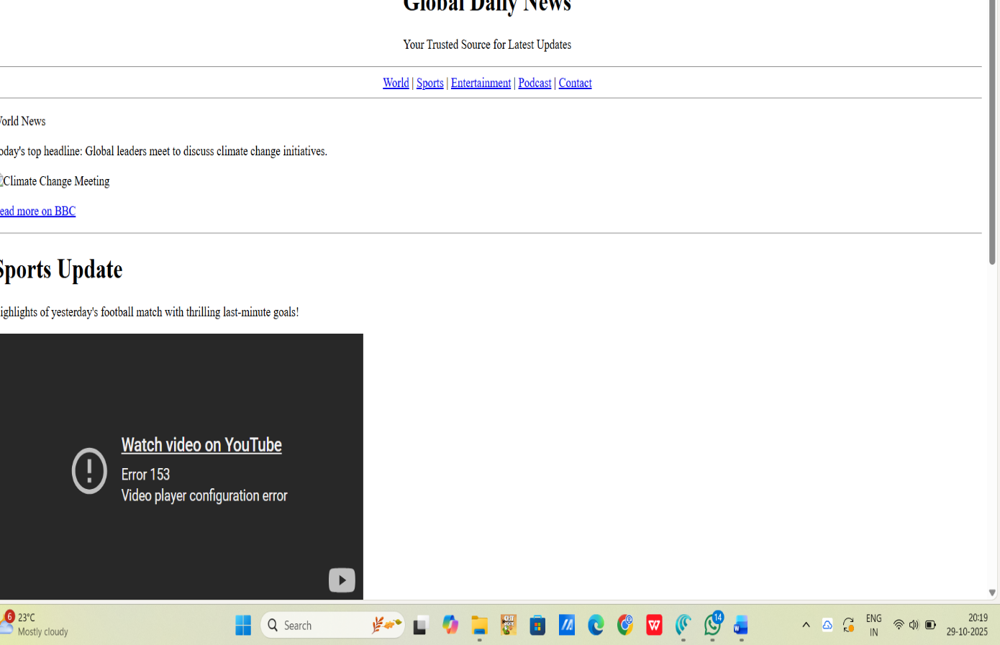 Global Daily News
Your Trusted Source for Latest Updates
World | Sports | Entertainment | Podcast | Contact
orld News
oday's top headline: Global leaders meet to discuss climate change initiatives.
Climate Change Meeting
ead more on BBC
Sports Update
ighlights of yesterday's football match with thrilling last-minute goals!
Watch video on YouTube
Error 153
Video player configuration error
6
23°C
Mostly cloudy
Search
14
ENG
IN
20:19
29-10-2025